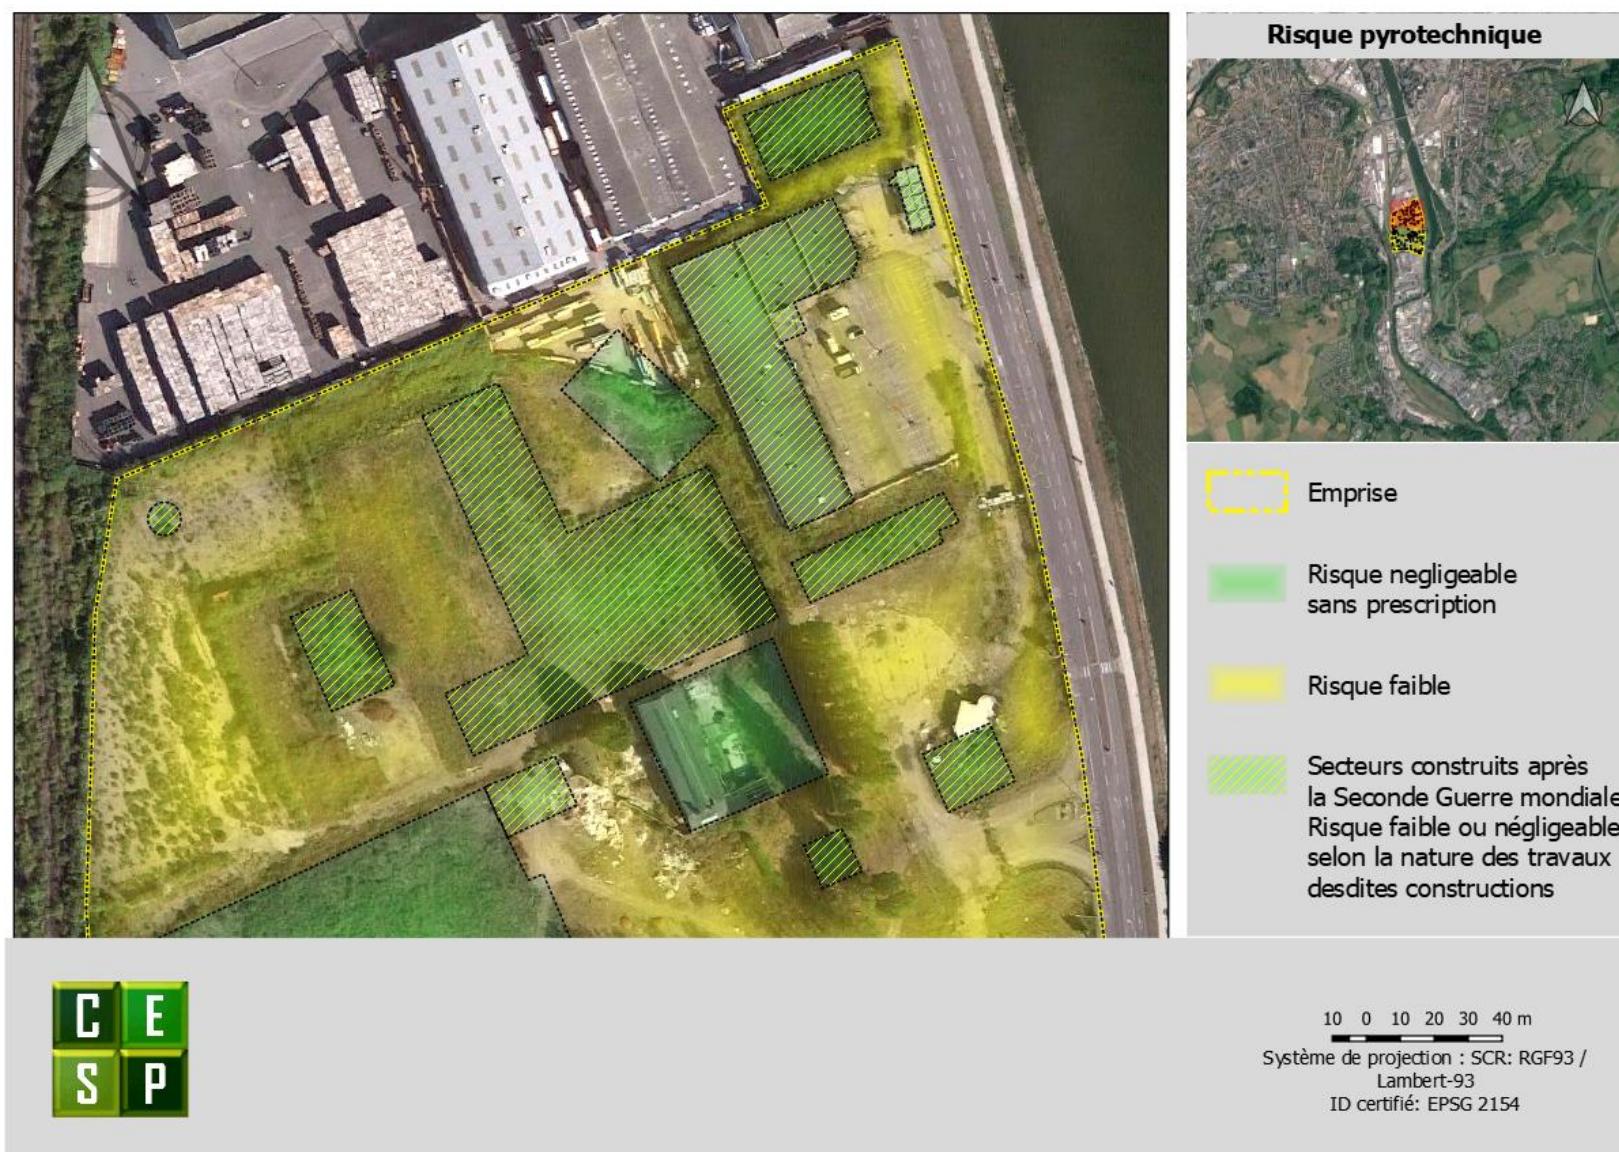 Risque pyrotechnique
Emprise
Risque negligeable
sans prescription
Risque faible
Secteurs construits après
la Seconde Guerre mondiale
Risque faible ou négligeable
selon la nature des travaux
desdites constructions
C E
S P
10 0 10 20 30 40 m
Système de projection : SCR: RGF93 /
Lambert-93
ID certifié: EPSG 2154